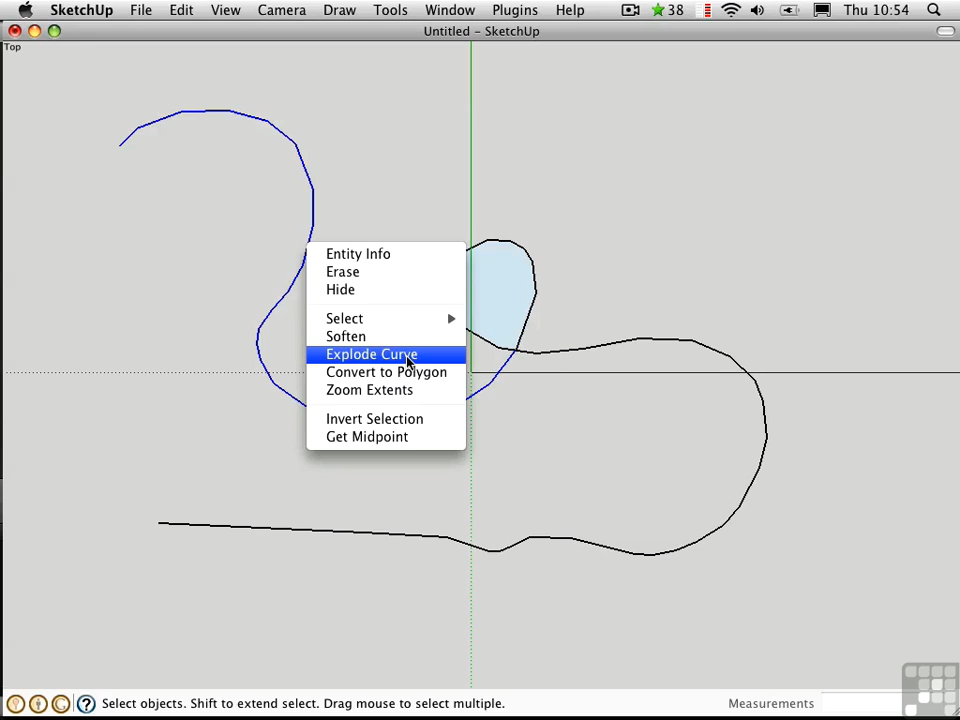 SketchUp File Edit View Camera Draw Tools Window Plugins Help 38 Thu 10:54
Untitled – SketchUp
Top
Entity Info
Erase
Hide
Select
Soften
Explode Curve
Convert to Polygon
Zoom Extents
Invert Selection
Get Midpoint
Select objects. Shift to extend select. Drag mouse to select multiple. Measurements